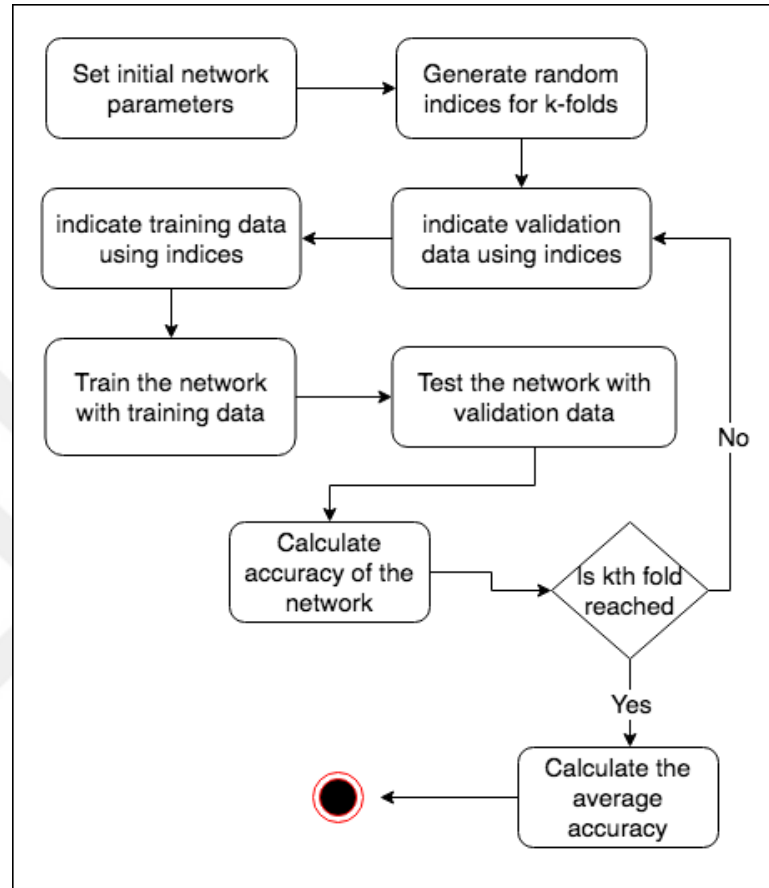 Set initial network
parameters
Generate random
indices for k-folds
indicate training data
using indices
indicate validation
data using indices
Train the network
with training data
Test the network with
validation data
No
Calculate
accuracy of the
network
Is kth fold
reached
Yes
Calculate the
average
accuracy